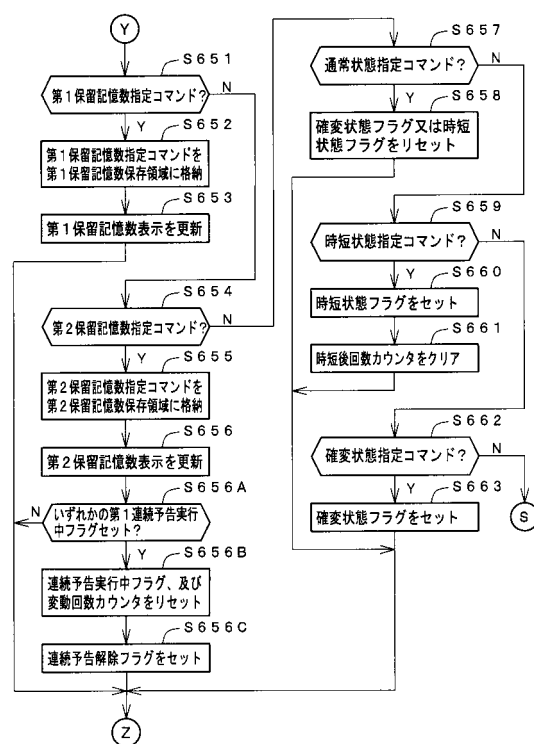 Y
S651
第1保留記憶数指定コマンド?
N
Y
S652
第1保留記憶数指定コマンドを
第1保留記憶数保存領域に格納
S653
第1保留記憶数表示を更新
S654
第2保留記憶数指定コマンド?
N
Y
S655
第2保留記憶数指定コマンドを
第2保留記憶数保存領域に格納
S656
第2保留記憶数表示を更新
S656A
N
いずれかの第1連続予告実行
中フラグセット?
Y
S656B
連続予告実行中フラグ、及び
変動回数カウンタをリセット
S656C
連続予告解除フラグをセット
Z
S657
通常状態指定コマンド?
N
Y
S658
確変状態フラグ又は時短
状態フラグをリセット
S659
時短状態指定コマンド?
N
Y
S660
時短状態フラグをセット
S661
時短後回数カウンタをクリア
S662
確変状態指定コマンド?
N
Y
S663
確変状態フラグをセット
S